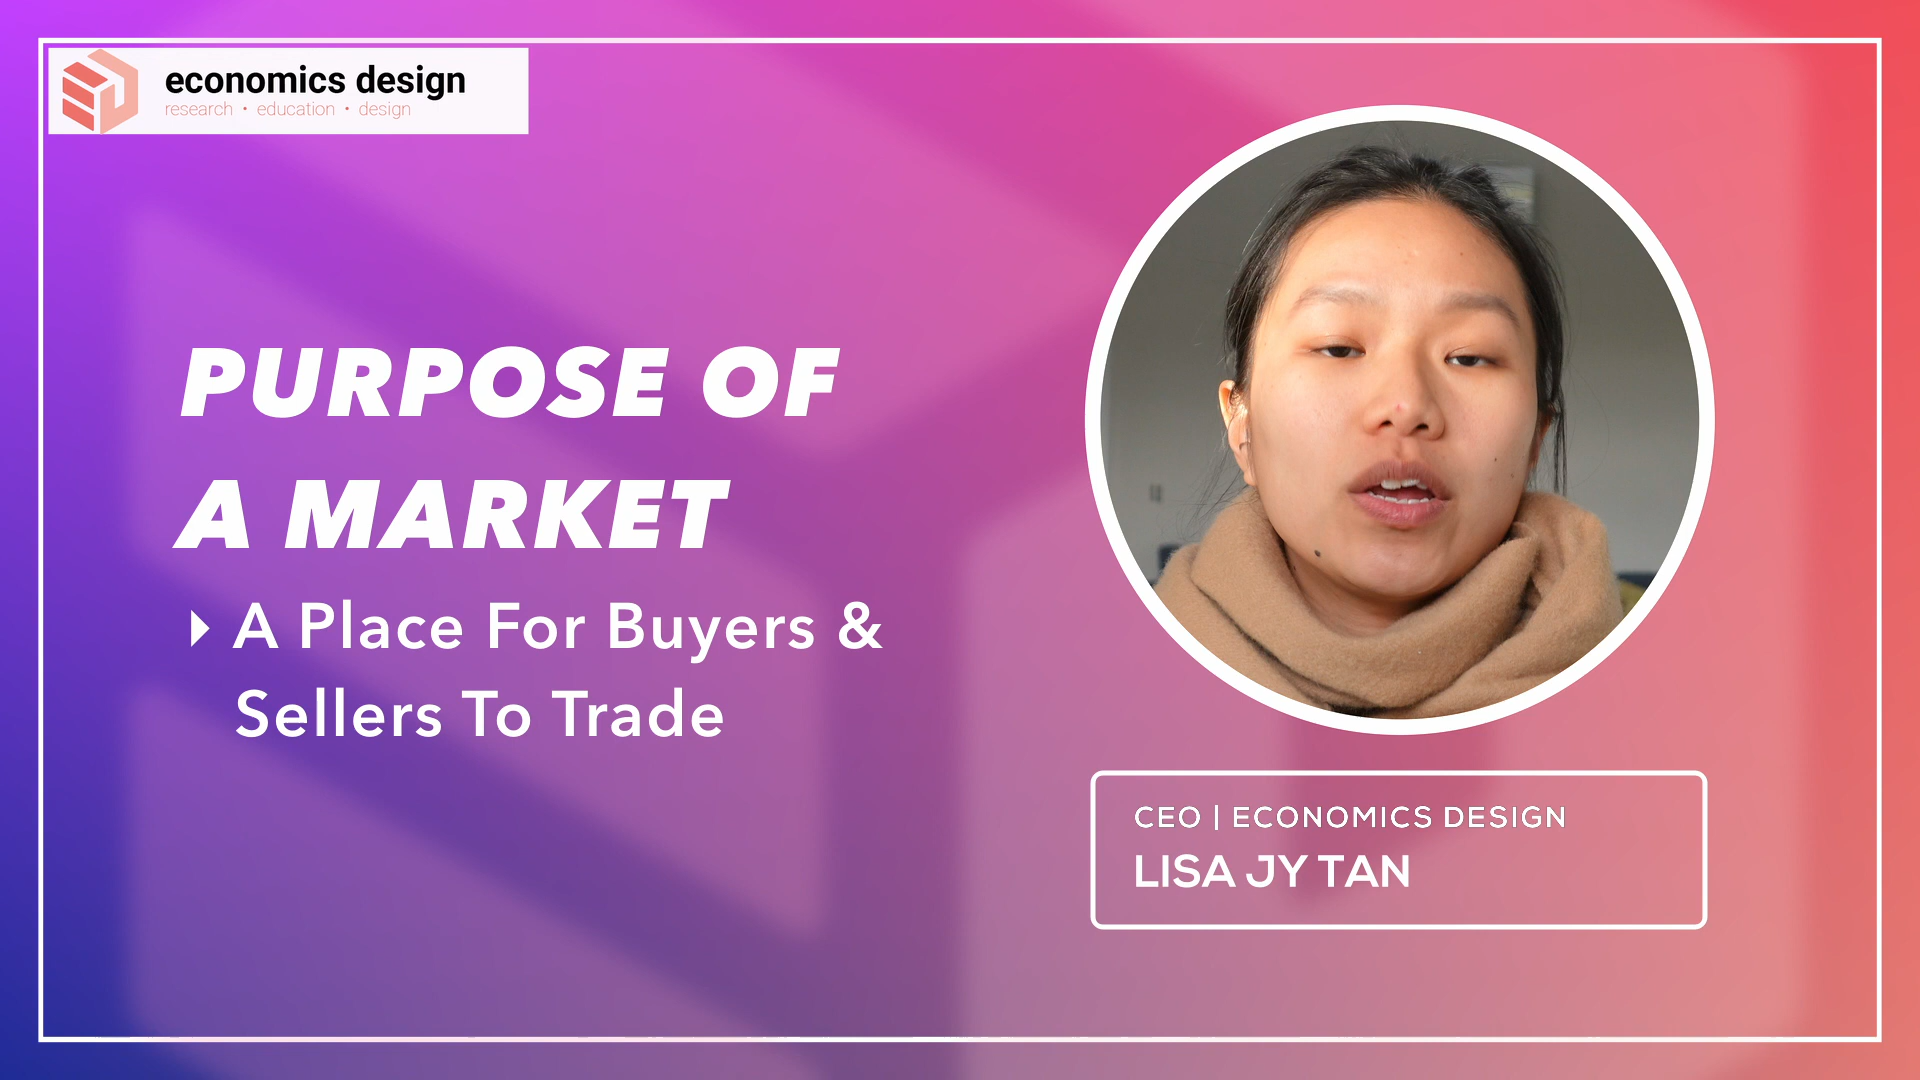 economics design
research • education • design
PURPOSE OF
A MARKET
A Place For Buyers &
Sellers To Trade
CEO | ECONOMICS DESIGN
LISA JY TAN